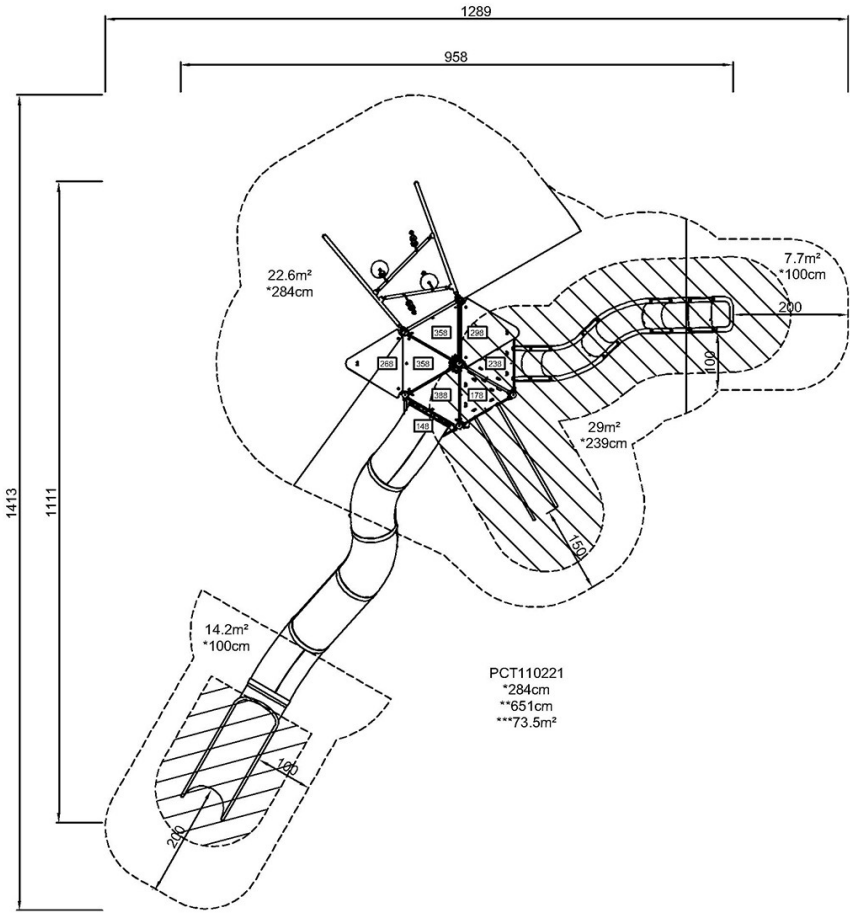 1289
958
1413
1111
22.6m²
*284cm
7.7m²
*100cm
200
100
358
298
268
358
238
388
178
148
29m²
*239cm
150
14.2m²
*100cm
100
200
PCT110221
*284cm
**651cm
***73.5m²